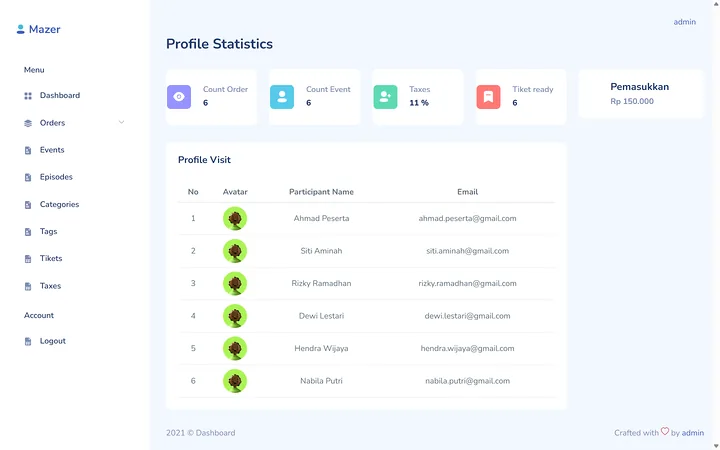 Mazer
admin
Menu
Dashboard
Orders
Events
Episodes
Categories
Tags
Tikets
Taxes
Account
Logout
Profile Statistics
Count Order
6
Count Event
6
Taxes
11 %
Tiket ready
6
Pemasukkan
Rp 150.000
Profile Visit
No Avatar Participant Name Email
1 Ahmad Peserta ahmad.peserta@gmail.com
2 Siti Aminah siti.aminah@gmail.com
3 Rizky Ramadhan rizky.ramadhan@gmail.com
4 Dewi Lestari dewi.lestari@gmail.com
5 Hendra Wijaya hendra.wijaya@gmail.com
6 Nabila Putri nabila.putri@gmail.com
2021 © Dashboard
Crafted with by admin